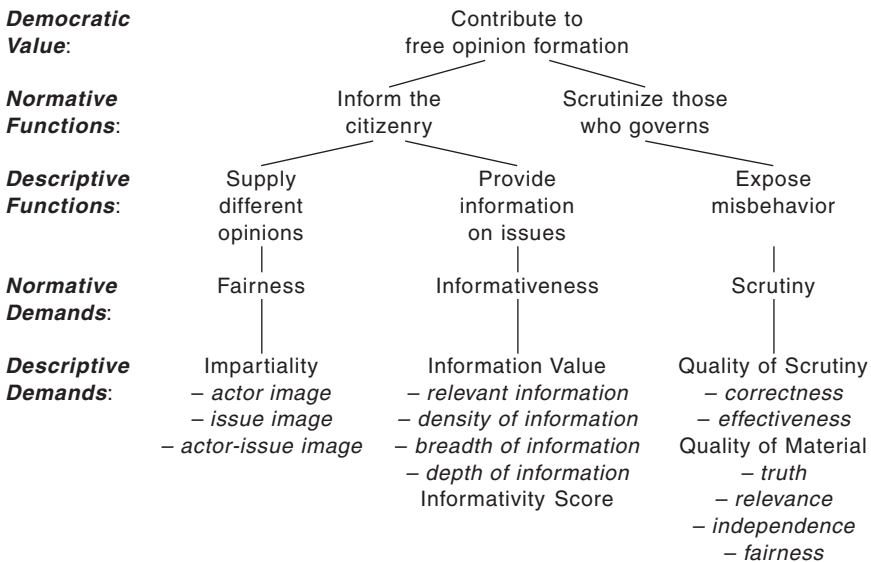 Democratic Contribute to
Value: free opinion formation
Normative Inform the Scrutinize those
Functions: citizenry who governs
Descriptive Supply Provide Expose
Functions: different information misbehavior
opinions on issues
Normative Fairness Informativeness Scrutiny
Demands:
Descriptive Impartiality Information Value Quality of Scrutiny
Demands: – actor image – relevant information – correctness
– issue image – density of information – effectiveness
– actor-issue image – breadth of information Quality of Material
– depth of information – truth
Informativity Score – relevance
– independence
– fairness